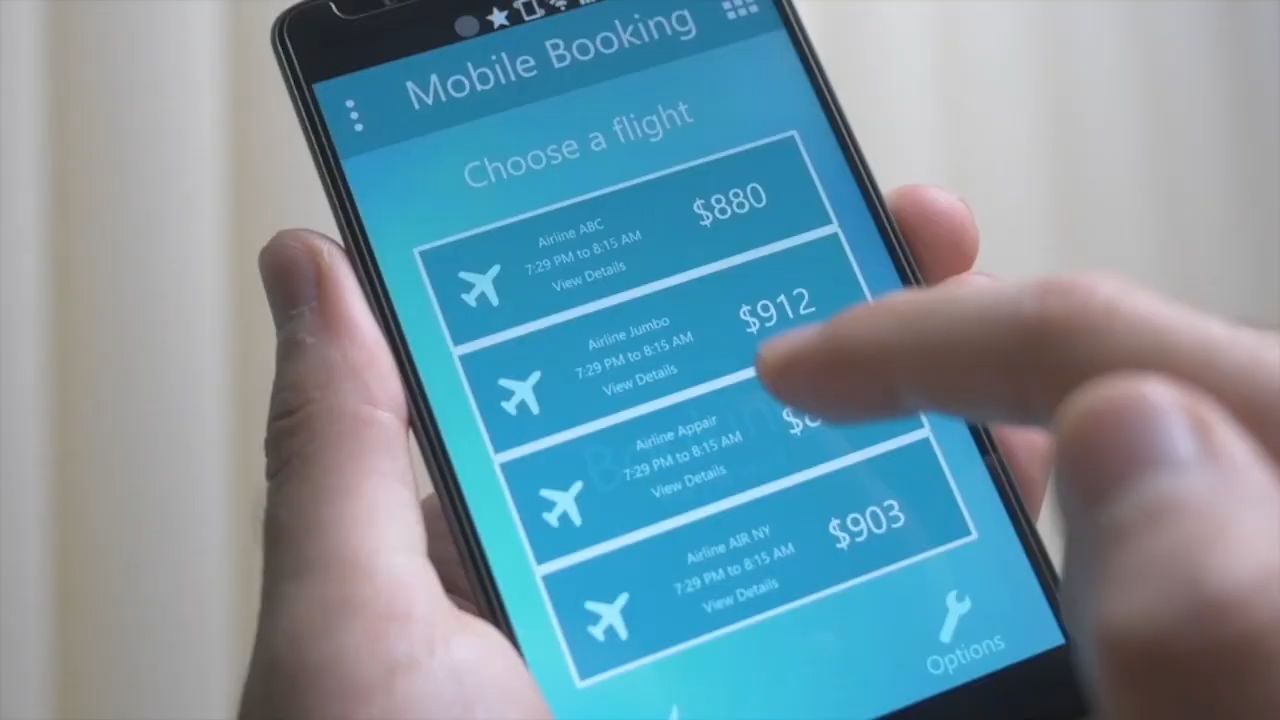 Mobile Booking
Choose a flight
Airline ABC
7:29 PM to 8:15 AM
View Details
$880
Airline Jumbo
7:29 PM to 8:15 AM
View Details
$912
Airline Appair
7:29 PM to 8:15 AM
View Details
Airline AIR NY
7:29 PM to 8:15 AM
View Details
$903
Options